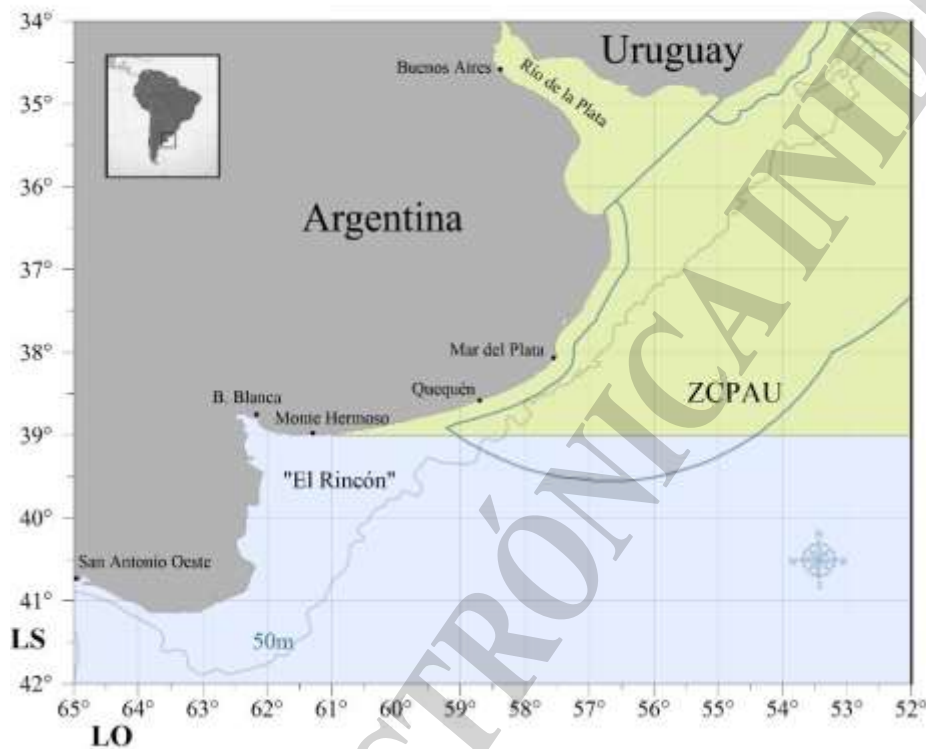 34°
35°
36°
37°
38°
39°
40°
41°
42°
LS
65°
64°
63°
62°
61°
60°
59°
58°
57°
56°
55°
54°
53°
52°
LO
Uruguay
Buenos Aires
Río de la Plata
Argentina
Mar del Plata
Quequén
ZCPAU
B. Blanca
Monte Hermoso
"El Rincón"
San Antonio Oeste
50m
CTRÓNICA INID